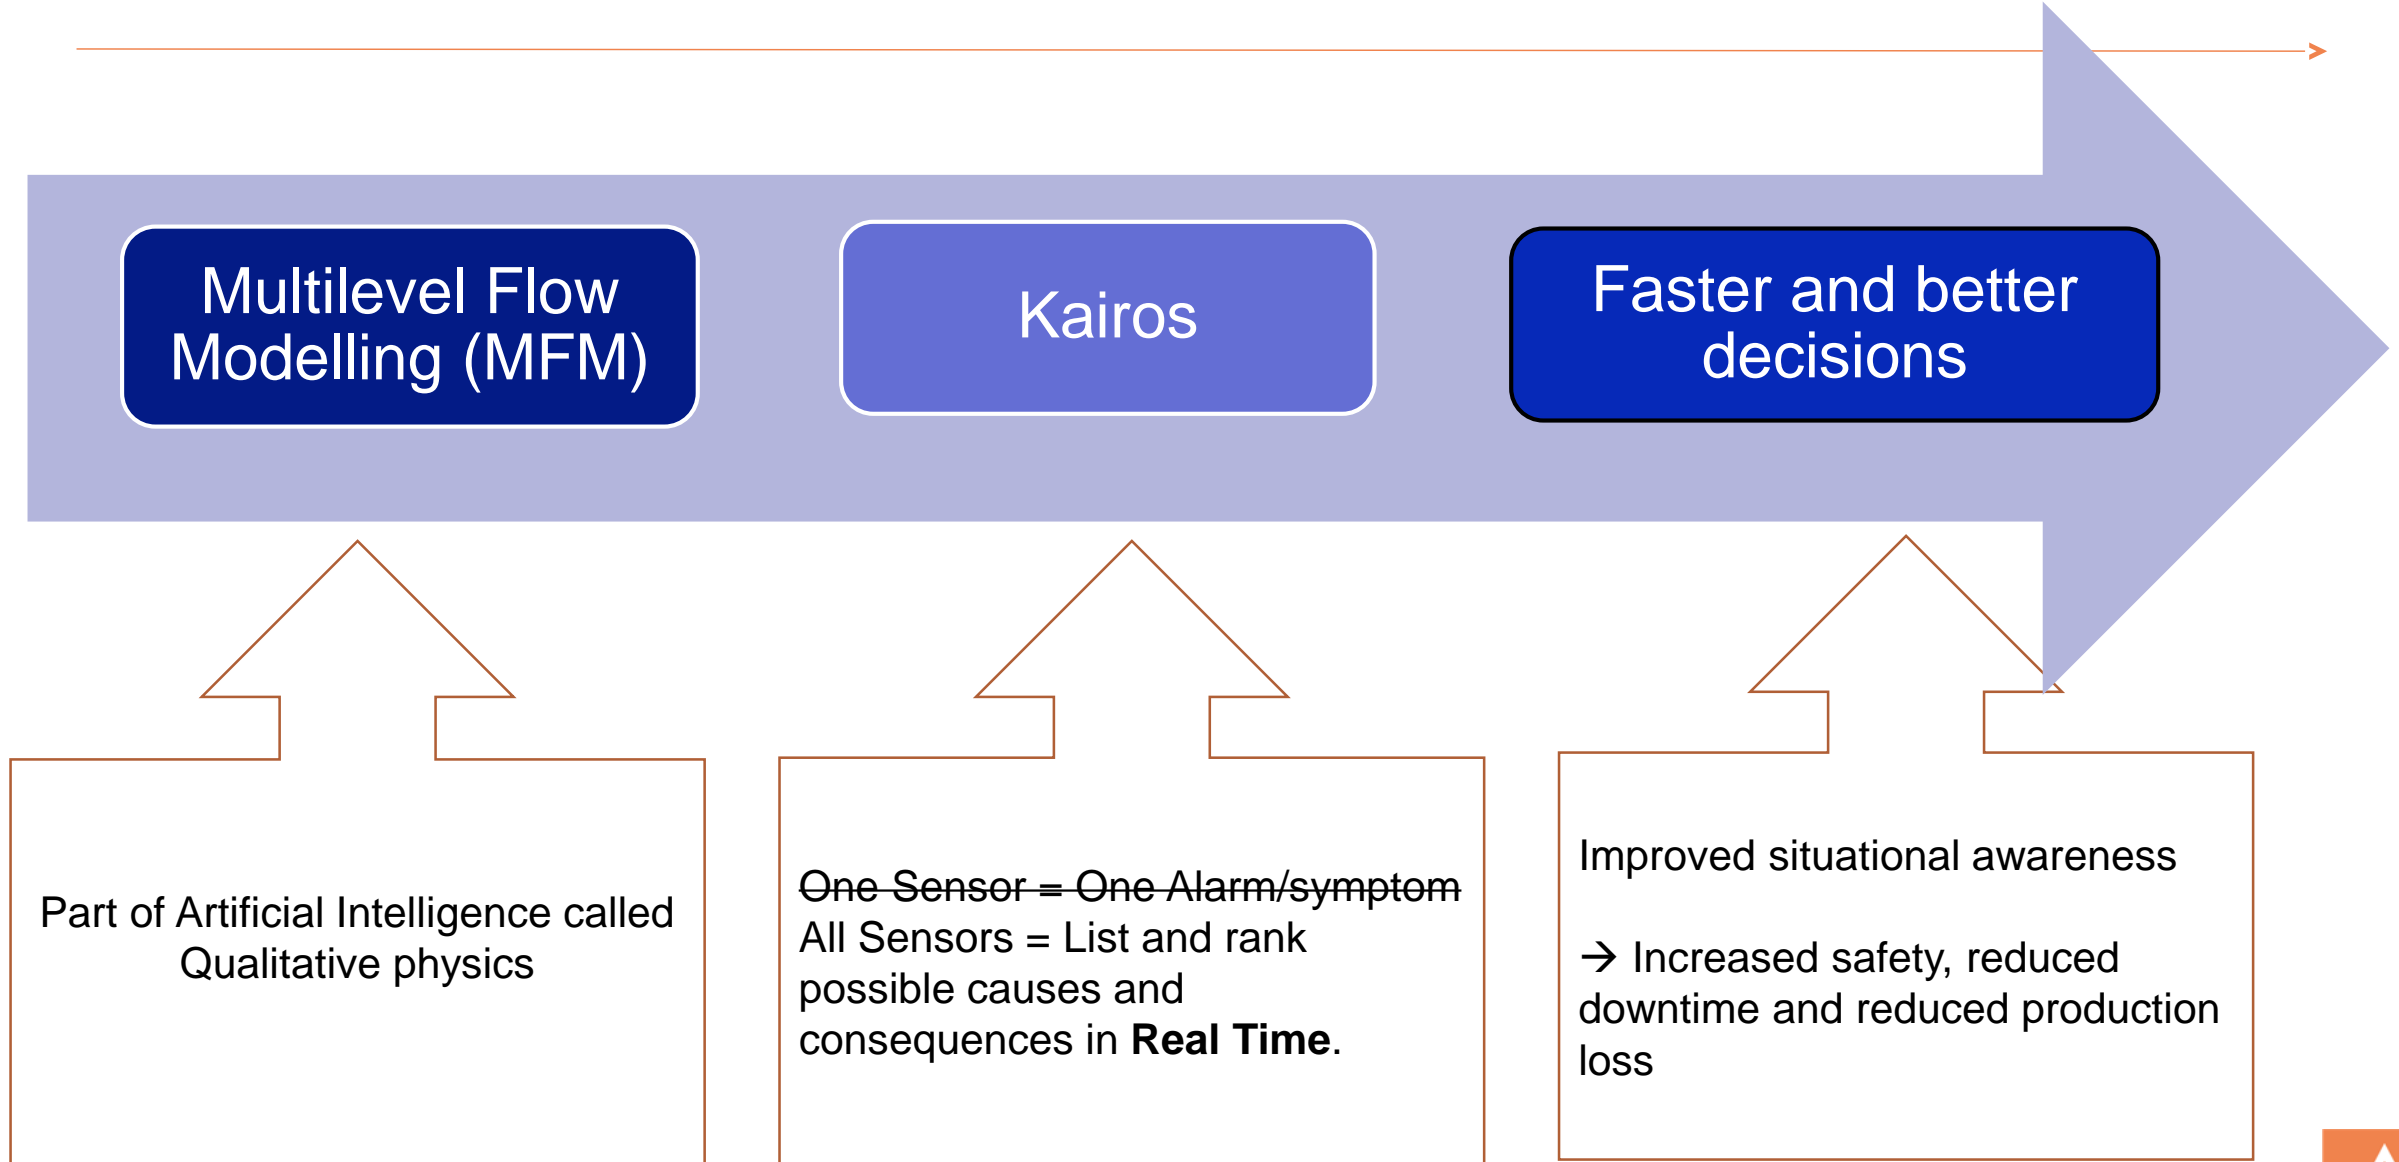 Multilevel Flow
Modelling (MFM)
Kairos
Faster and better
decisions
Part of Artificial Intelligence called
Qualitative physics
One Sensor = One Alarm/symptom
All Sensors = List and rank
possible causes and
consequences in Real Time.
Improved situational awareness
→ Increased safety, reduced
downtime and reduced production
loss